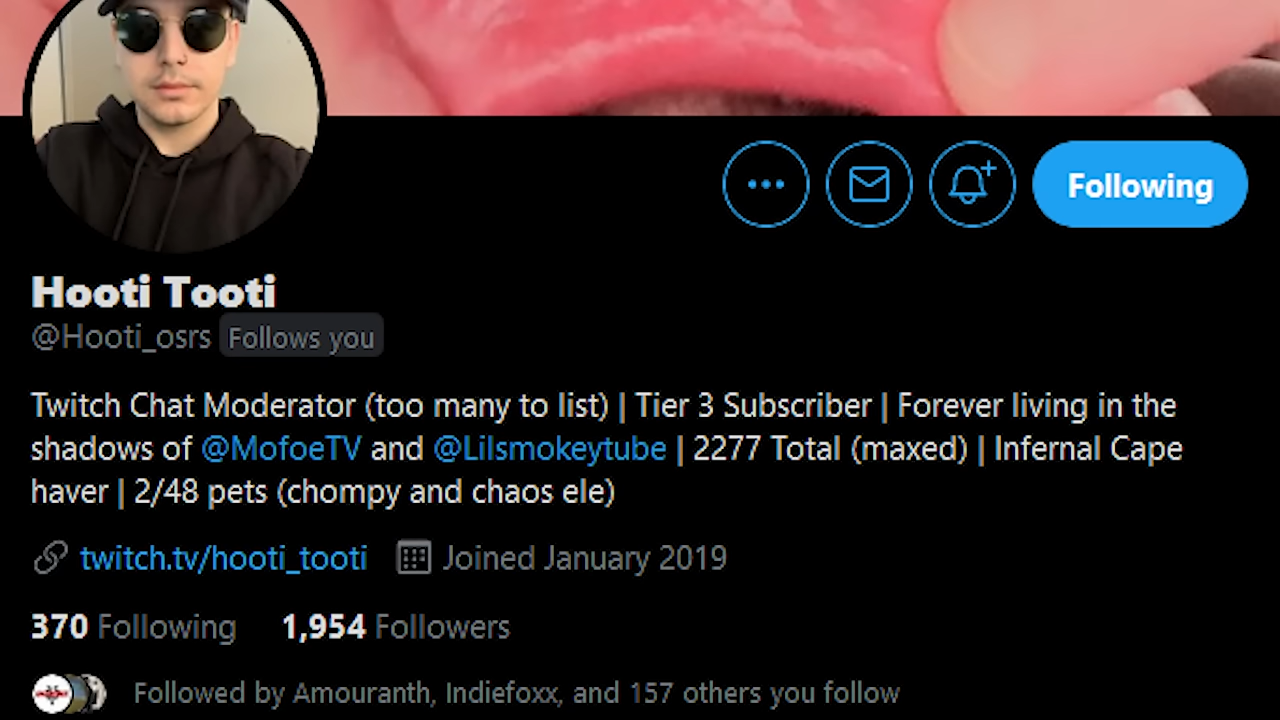 Following
Hooti Tooti
@Hooti_osrs Follows you
Twitch Chat Moderator (too many to list) | Tier 3 Subscriber | Forever living in the
shadows of @MofoeTV and @Lilsmokeytube | 2277 Total (maxed) | Infernal Cape
haver | 2/48 pets (chompy and chaos ele)
twitch.tv/hooti_tooti Joined January 2019
370 Following 1,954 Followers
Followed by Amouranth, Indiefoxx, and 157 others you follow